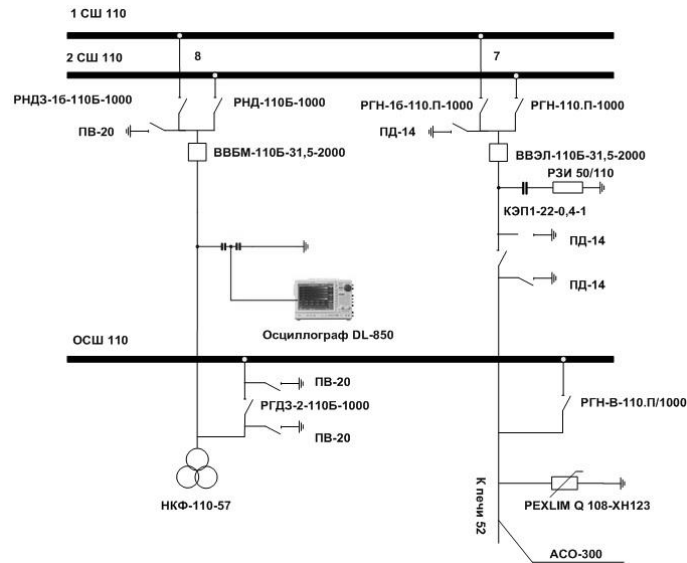 1 СШ 110
8
7
2 СШ 110
РНДЗ-1б-110Б-1000
РНД-110Б-1000
РГН-1б-110.П-1000
РГН-110.П-1000
ПВ-20
ПД-14
ВВБМ-110Б-31,5-2000
ВВЭЛ-110Б-31,5-2000
РЗИ 50/110
КЭП1-22-0,4-1
ПД-14
ПД-14
Осциллограф DL-850
ОСШ 110
ПВ-20
РГДЗ-2-110Б-1000
РГН-В-110.П/1000
ПВ-20
К печи 52
НКФ-110-57
PEXLIM Q 108-XH123
АСО-300